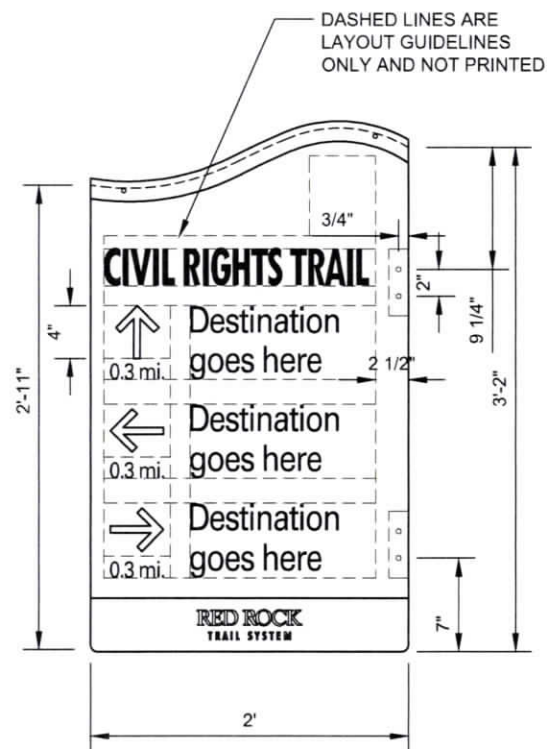 DASHED LINES ARE
LAYOUT GUIDELINES
ONLY AND NOT PRINTED
3/4"
CIVIL RIGHTS TRAIL
2"
9 1/4"
4"
Destination
goes here
0.3 mi.
2 1/2"
2'-11"
3'-2"
Destination
goes here
0.3 mi.
Destination
goes here
0.3 mi.
RED ROCK
TRAIL SYSTEM
7"
2'